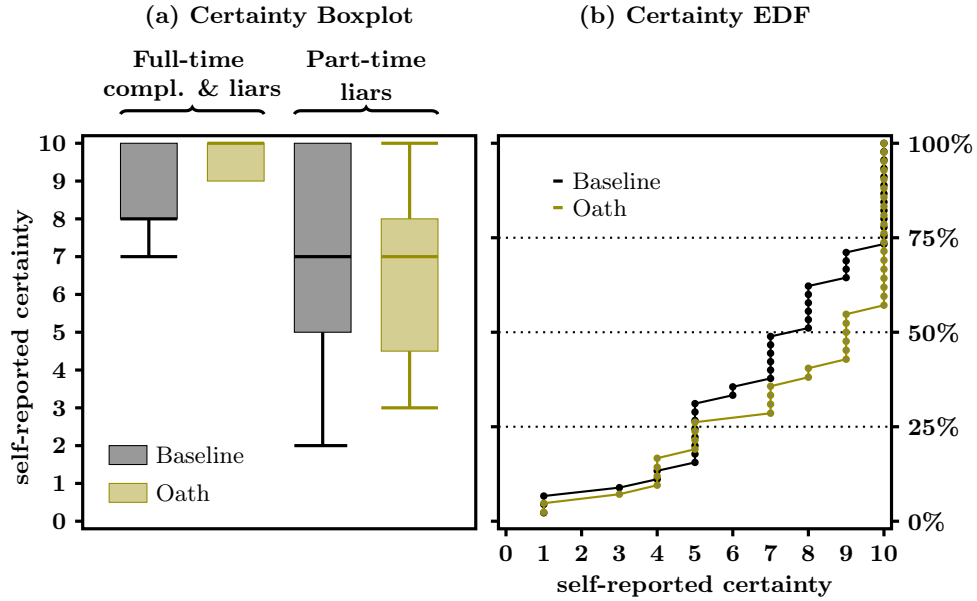 (a) Certainty Boxplot
(b) Certainty EDF
Full-time
compl. & liars
Part-time
liars
self-reported certainty
10
9
8
7
6
5
4
3
2
1
0
Baseline
Oath
Baseline
Oath
100%
75%
50%
25%
0%
0 1 2 3 4 5 6 7 8 9 10
self-reported certainty